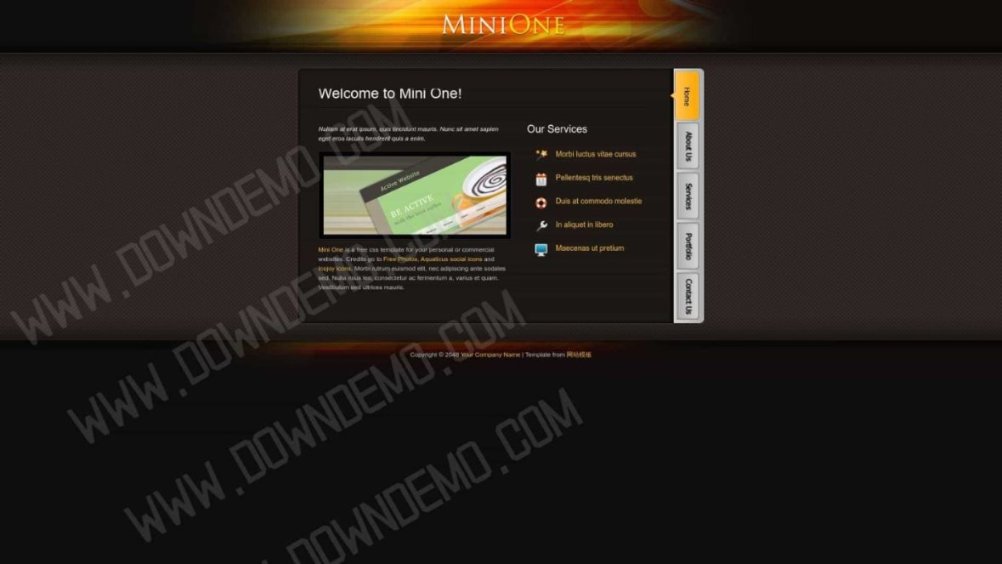 MINIONE
Welcome to Mini One!
Nullam at erat ipsum, quis tincidunt mauris. Nunc sit amet sapien
eget eros iaculis hendrerit quis a enim.
Active Website
BE ACTIVE
Mini One is a free css template for your personal or commercial
websites. Credits go to Free Photos, Aquaticus social icons and
Morbi rutrum euismod elit, nec adipiscing ante sodales
sed. Nulla risus leo, consectetur ac fermentum a, varius et quam.
Vestibulum sed ultrices mauris.
Our Services
Morbi luctus vitae cursus
Pellentesq tris senectus
Duis at commodo molestie
In aliquet in libero
Maecenas ut pretium
Home
About Us
Services
Portfolio
Contact Us
Copyright © 2048 Your Company Name | Template from 网站模板
WWW.DOWNDEMO.COM
WWW.DOWNDEMO.COM
WWW.DOWNDEMO.COM
DOWNDEMO.COM